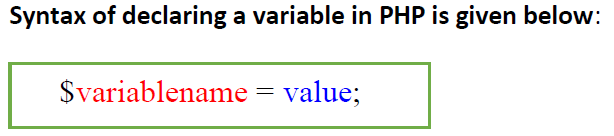 Syntax of declaring a variable in PHP is given below:
$variablename = value;